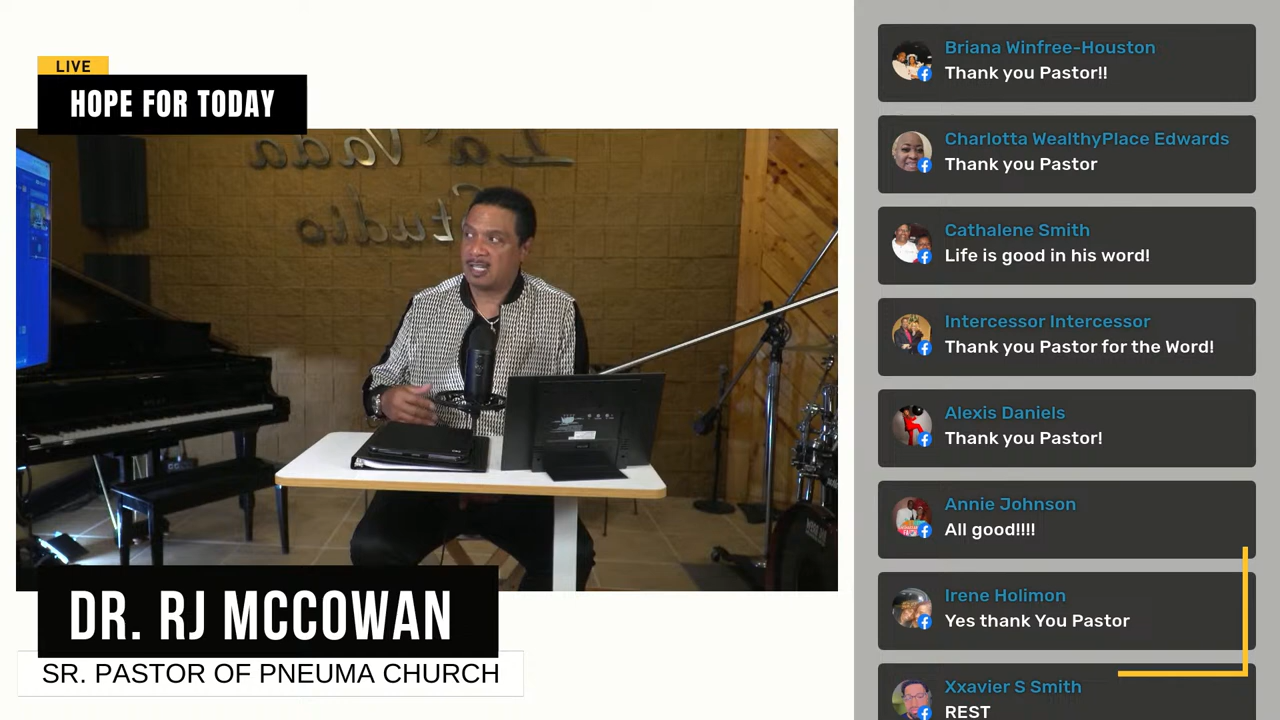 LIVE
HOPE FOR TODAY
La'Vada
Studio
DR. RJ MCCOWAN
SR. PASTOR OF PNEUMA CHURCH
Briana Winfree-Houston
Thank you Pastor!!
Charlotta WealthyPlace Edwards
Thank you Pastor
Cathalene Smith
Life is good in his word!
Intercessor Intercessor
Thank you Pastor for the Word!
Alexis Daniels
Thank you Pastor!
Annie Johnson
All good!!!!
Irene Holimon
Yes thank You Pastor
Xxavier S Smith
REST